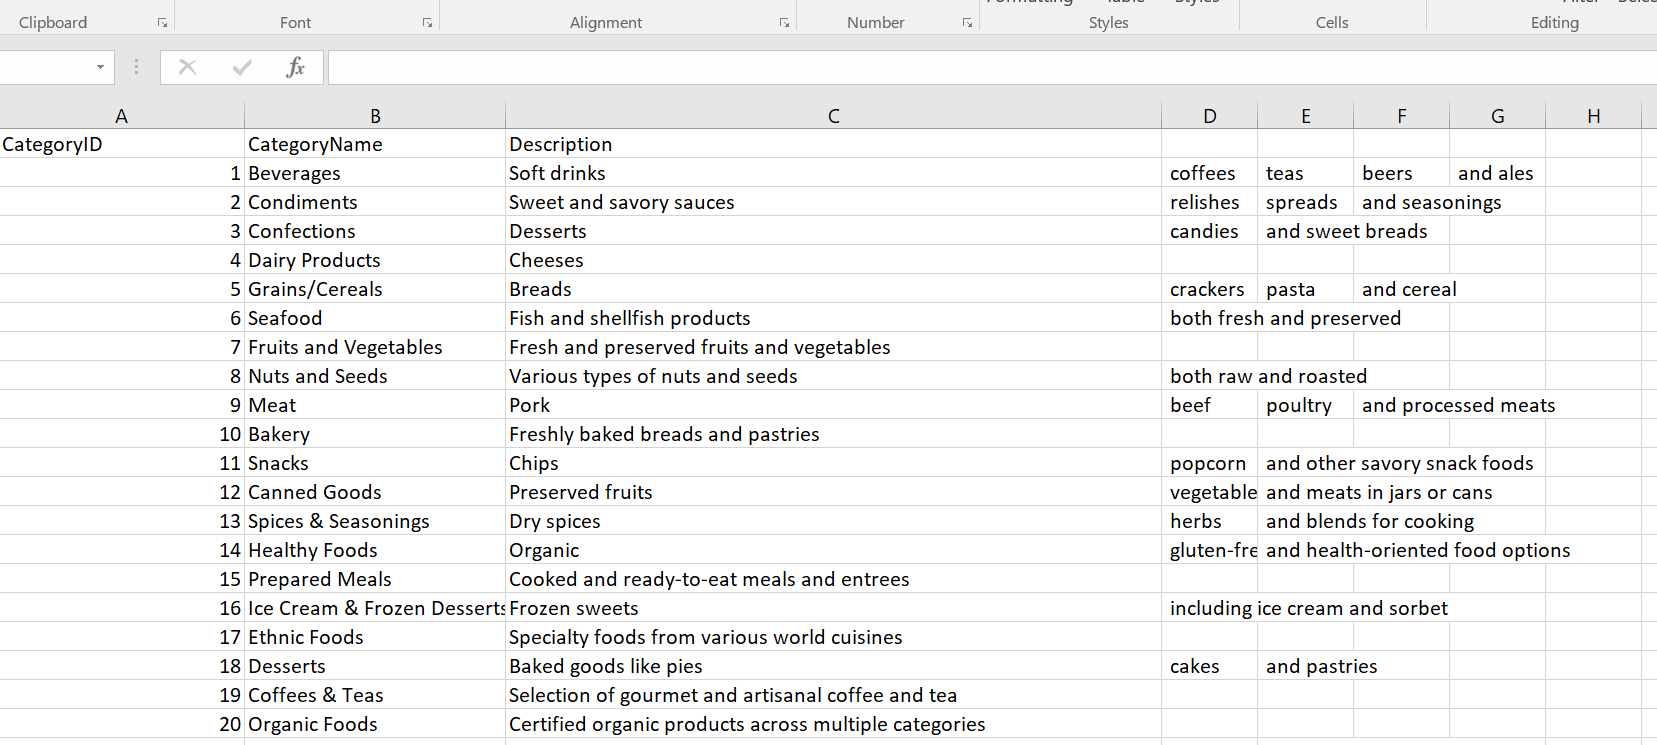 Clipboard Font Alignment Number Styles Cells Editing
fx
A B C D E F G H
CategoryID CategoryName Description
1 Beverages Soft drinks coffees teas beers and ales
2 Condiments Sweet and savory sauces relishes spreads and seasonings
3 Confections Desserts candies and sweet breads
4 Dairy Products Cheeses
5 Grains/Cereals Breads crackers pasta and cereal
6 Seafood Fish and shellfish products both fresh and preserved
7 Fruits and Vegetables Fresh and preserved fruits and vegetables
8 Nuts and Seeds Various types of nuts and seeds both raw and roasted
9 Meat Pork beef poultry and processed meats
10 Bakery Freshly baked breads and pastries
11 Snacks Chips popcorn and other savory snack foods
12 Canned Goods Preserved fruits vegetable and meats in jars or cans
13 Spices & Seasonings Dry spices herbs and blends for cooking
14 Healthy Foods Organic gluten-fre and health-oriented food options
15 Prepared Meals Cooked and ready-to-eat meals and entrees
16 Ice Cream & Frozen Desserts Frozen sweets including ice cream and sorbet
17 Ethnic Foods Specialty foods from various world cuisines
18 Desserts Baked goods like pies cakes and pastries
19 Coffees & Teas Selection of gourmet and artisanal coffee and tea
20 Organic Foods Certified organic products across multiple categories